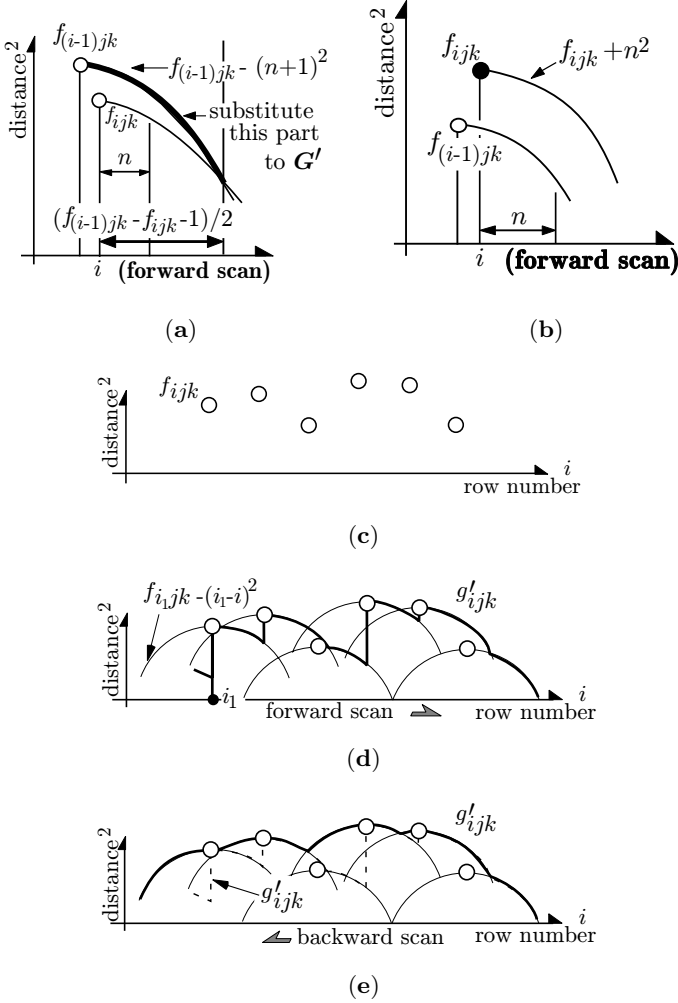 distance²
f₍ᵢ₋₁₎ⱼₖ
f₍ᵢ₋₁₎ⱼₖ - (n+1)²
fᵢⱼₖ
substitute
this part
to G′
n
(f₍ᵢ₋₁₎ⱼₖ -fᵢⱼₖ -1)/2
i
(forward scan)
(a)
distance²
fᵢⱼₖ
fᵢⱼₖ +n²
f₍ᵢ₋₁₎ⱼₖ
n
i
(forward scan)
(b)
distance²
fᵢⱼₖ
i
row number
(c)
distance²
fᵢ₁ⱼₖ -(i₁-i)²
g′ᵢⱼₖ
i₁
i
forward scan
row number
(d)
distance²
g′ᵢⱼₖ
g′ᵢⱼₖ
i
backward scan
row number
(e)